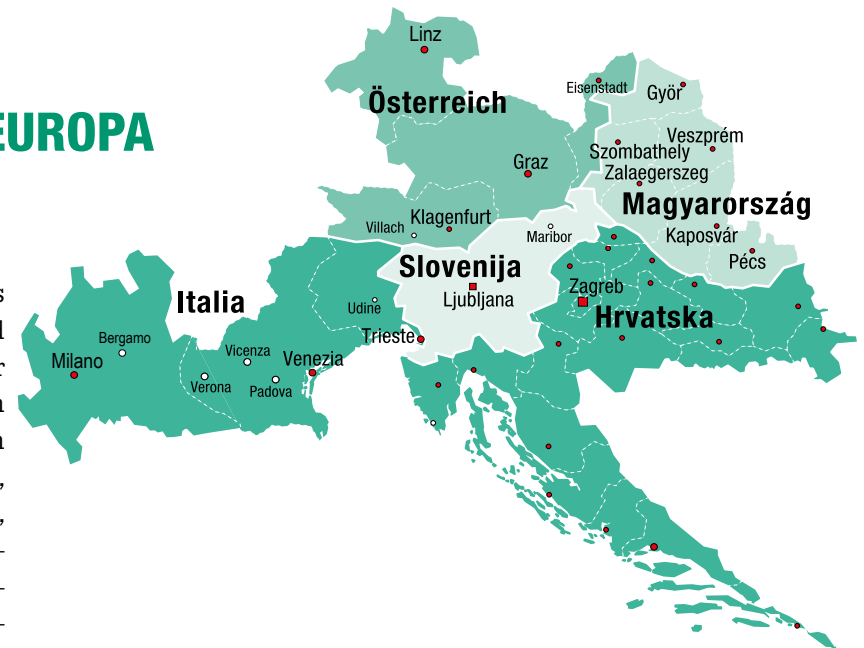 EUROPA
Linz
Österreich
Eisenstadt
Györ
Veszprém
Szombathely
Zalaegerszeg
Graz
Magyarország
Klagenfurt
Villach
Maribor
Kaposvár
Pécs
Slovenija
Ljubljana
Zagreb
Hrvatska
Italia
Udine
Trieste
Bergamo
Milano
Vicenza
Venezia
Verona
Padova
s
l
r
n
n
,
,
-
-
-